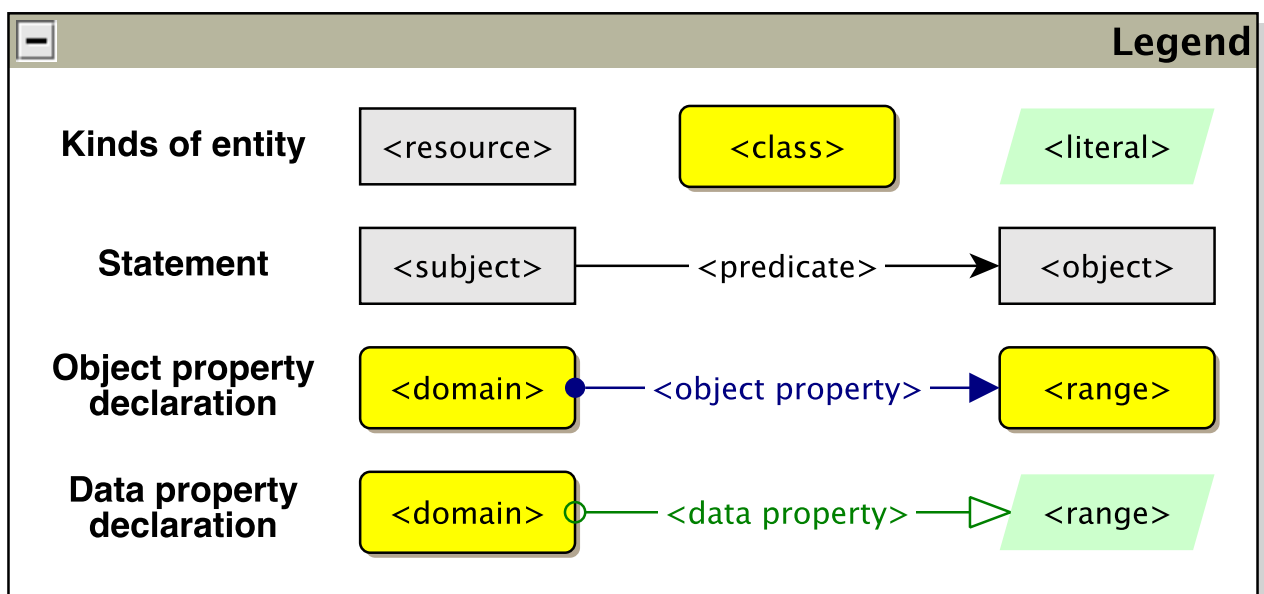 Legend
Kinds of entity <resource> <class> <literal>
Statement <subject> <predicate> <object>
Object property
declaration
<domain> <object property> <range>
Data property
declaration
<domain> <data property> <range>